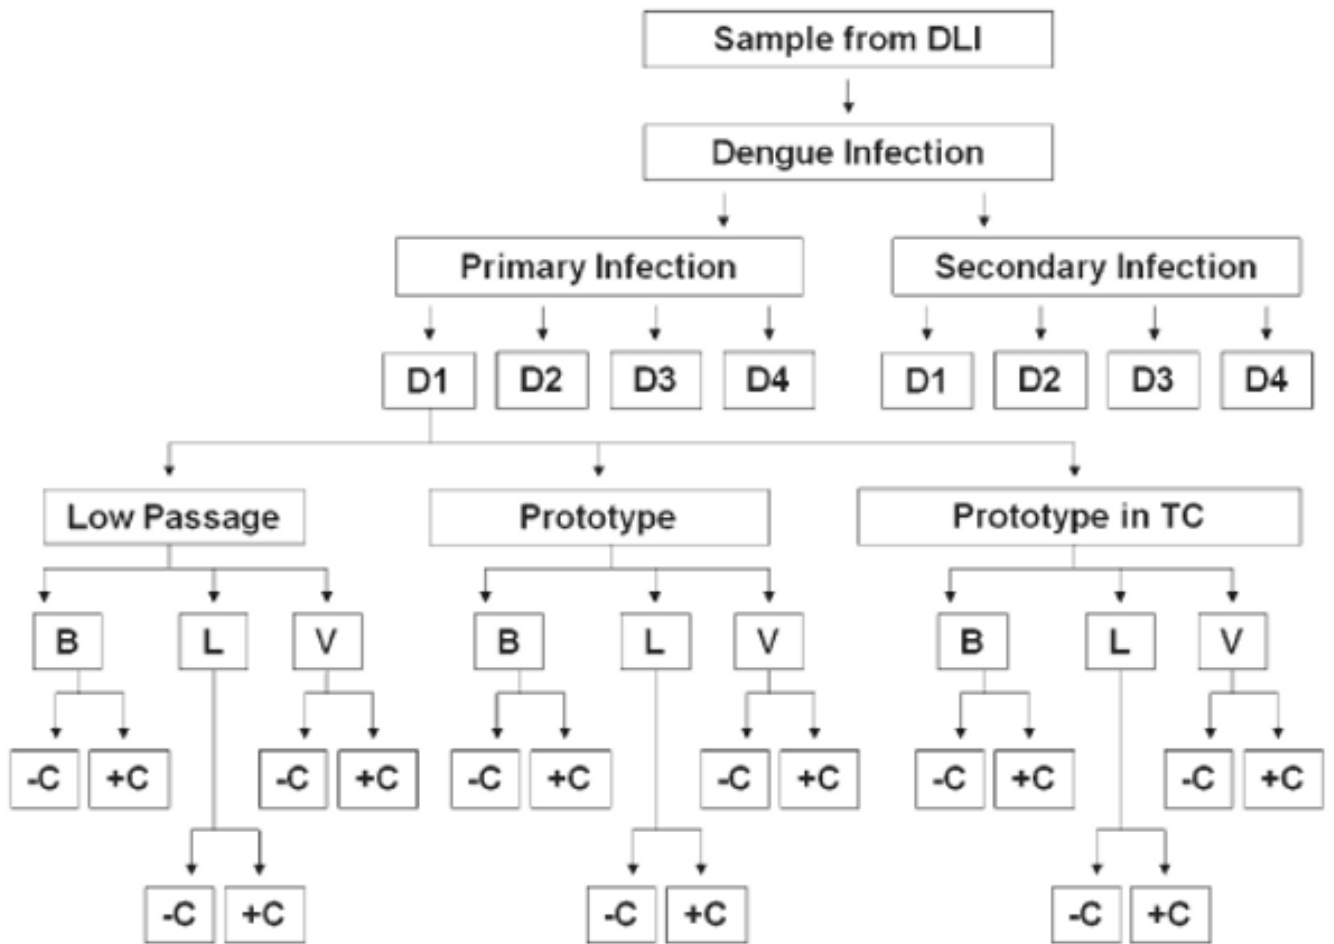 Sample from DLI
Dengue Infection
Primary Infection Secondary Infection
D1 D2 D3 D4 D1 D2 D3 D4
Low Passage Prototype Prototype in TC
B L V B L V B L V
-C +C -C +C -C +C -C +C -C +C -C +C
-C +C -C +C -C +C